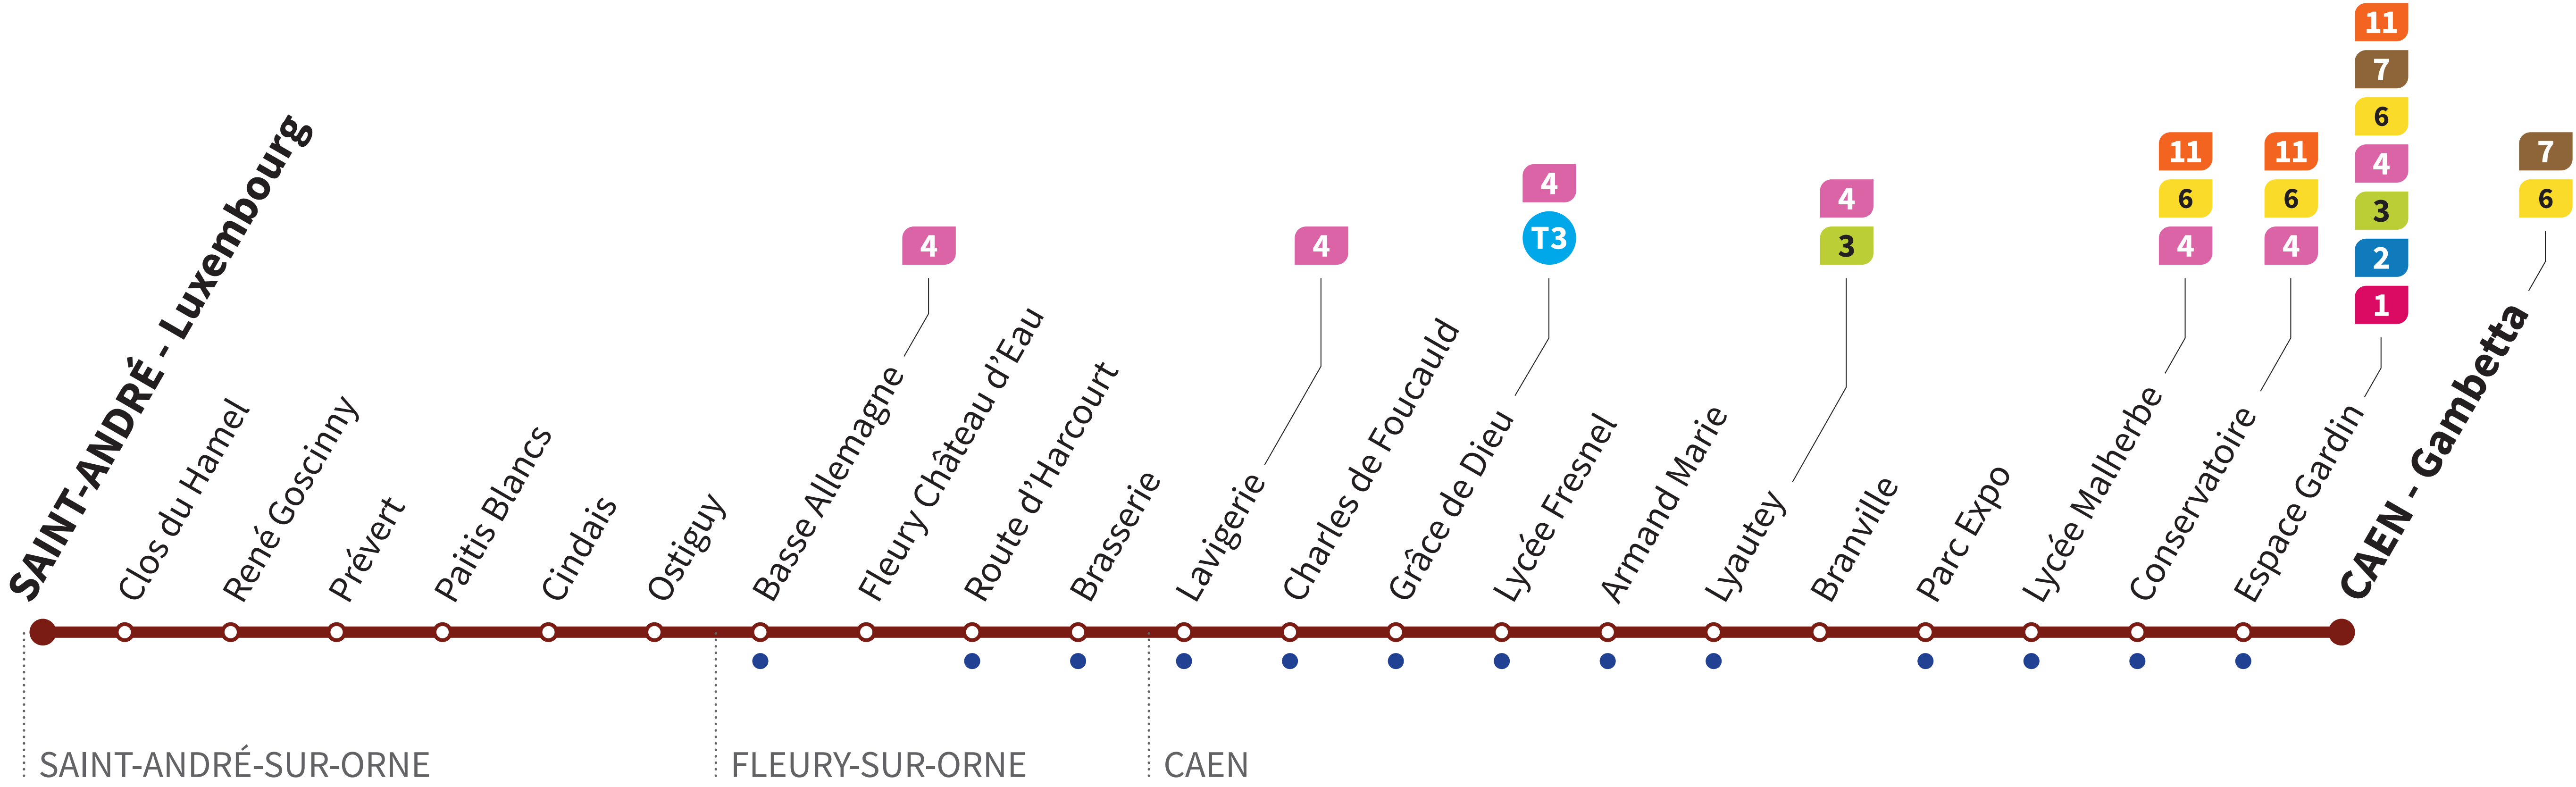 SAINT-ANDRÉ - Luxembourg
Clos du Hamel
René Goscinny
Prévert
Paitis Blancs
Cindais
Ostiguy
Basse Allemagne
4
Fleury Château d'Eau
Route d'Harcourt
Brasserie
Lavigerie
4
Charles de Foucauld
Grâce de Dieu
4
T3
Lycée Fresnel
Armand Marie
Lyautey
4
3
Branville
Parc Expo
Lycée Malherbe
11
6
4
Conservatoire
11
6
4
Espace Gardin
11
7
6
4
3
2
1
CAEN - Gambetta
7
6
SAINT-ANDRÉ-SUR-ORNE
FLEURY-SUR-ORNE
CAEN